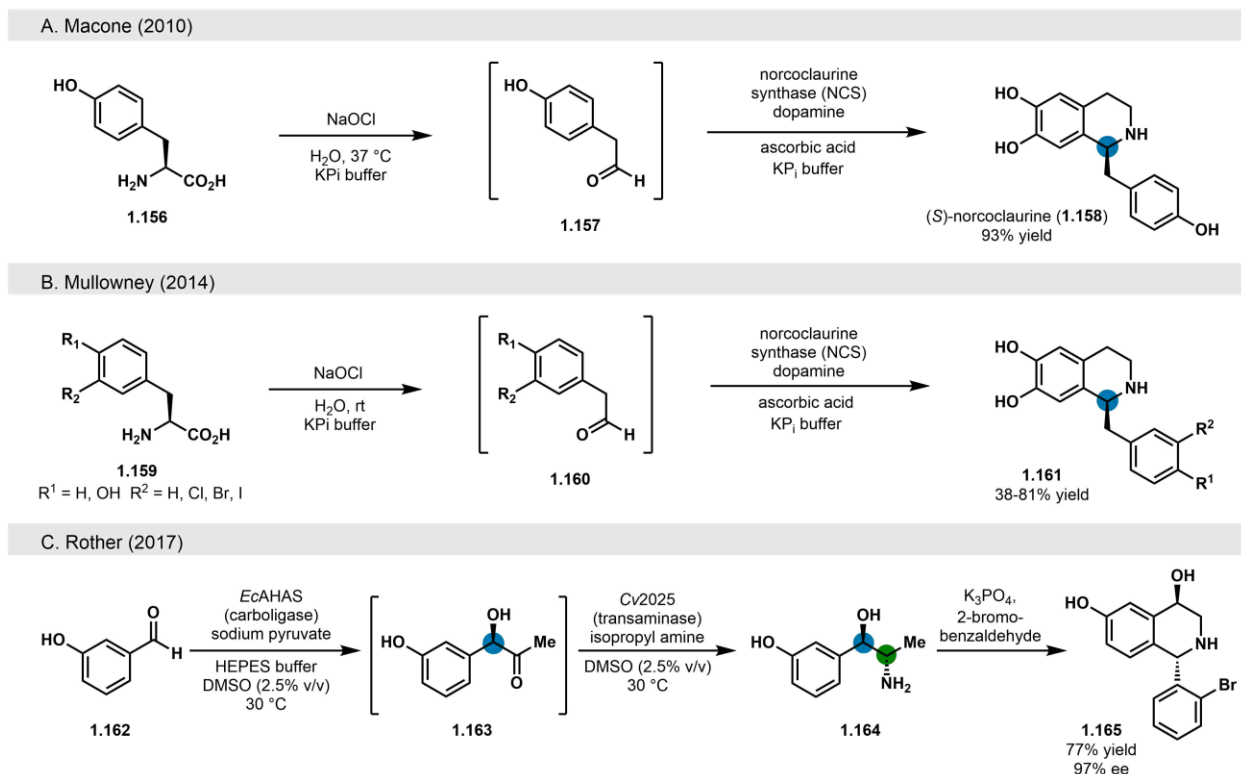 A. Macone (2010)
HO
H₂N
CO₂H
1.156
NaOCl
H₂O, 37 °C
KPi buffer
HO
O
H
1.157
norcoclaurine
synthase (NCS)
dopamine
ascorbic acid
KPᵢ buffer
HO
HO
NH
OH
(S)-norcoclaurine (1.158)
93% yield
B. Mullowney (2014)
R₁
R₂
H₂N
CO₂H
1.159
R¹ = H, OH R² = H, Cl, Br, I
NaOCl
H₂O, rt
KPi buffer
R₁
R₂
O
H
1.160
norcoclaurine
synthase (NCS)
dopamine
ascorbic acid
KPᵢ buffer
HO
HO
NH
R²
R¹
1.161
38-81% yield
C. Rother (2017)
HO
O
H
1.162
EcAHAS
(carboligase)
sodium pyruvate
HEPES buffer
DMSO (2.5% v/v)
30 °C
HO
OH
Me
O
1.163
Cv2025
(transaminase)
isopropyl amine
DMSO (2.5% v/v)
30 °C
HO
OH
Me
NH₂
1.164
K₃PO₄,
2-bromo-
benzaldehyde
OH
HO
NH
Br
1.165
77% yield
97% ee